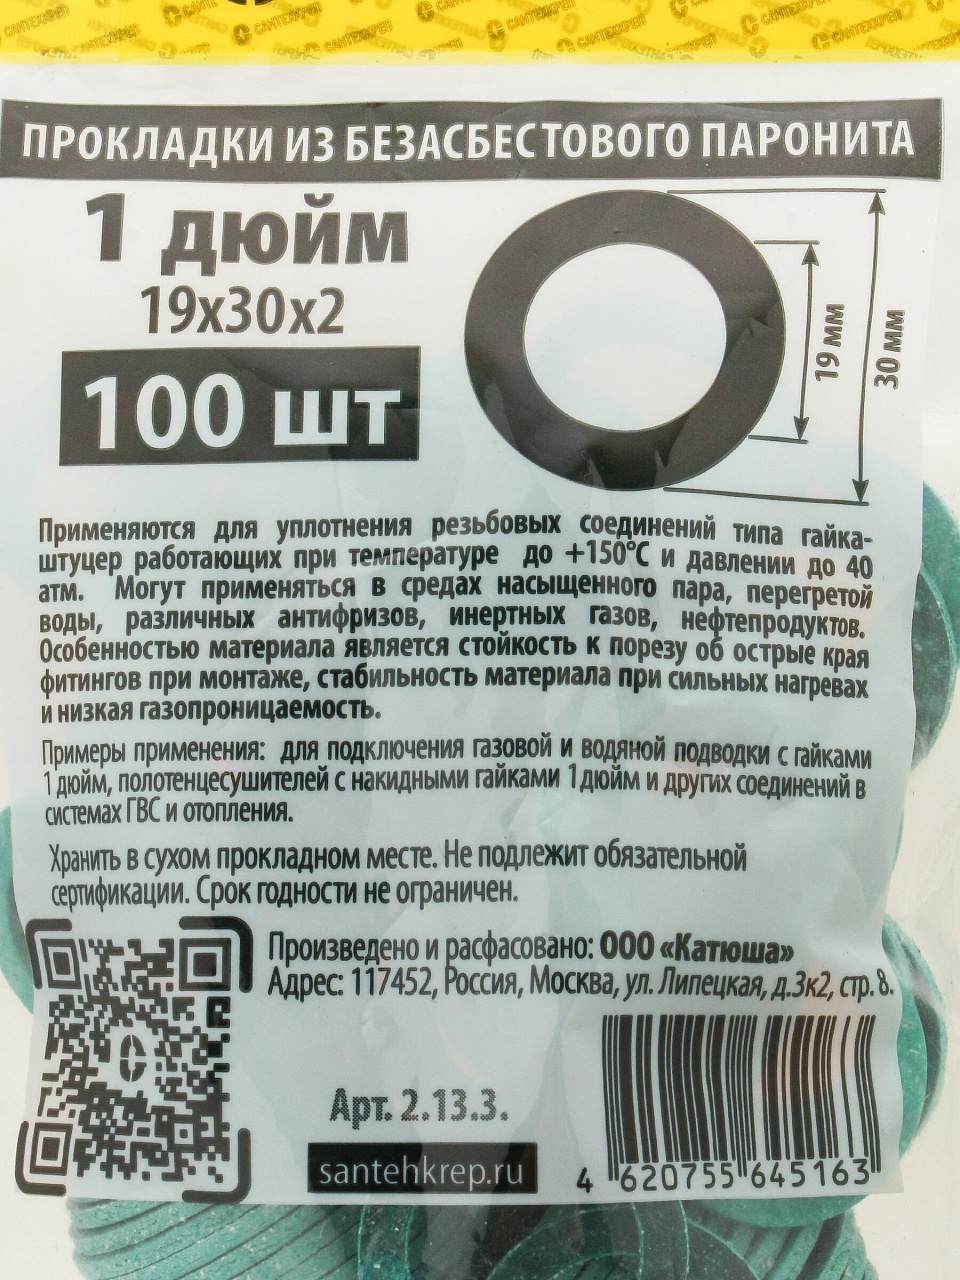 САНТЕХКРЕП САНТЕХКРЕП САНТЕХКРЕП САНТЕХКРЕП
ПРОКЛАДКИ ИЗ БЕЗАСБЕСТОВОГО ПАРОНИТА
1 дюйм
19х30х2
100 шт
19 мм
30 мм
Применяются для уплотнения резьбовых соединений типа гайка-
штуцер работающих при температуре до +150°С и давлении до 40
атм. Могут применяться в средах насыщенного пара, перегретой
воды, различных антифризов, инертных газов, нефтепродуктов.
Особенностью материала является стойкость к порезу об острые края
фитингов при монтаже, стабильность материала при сильных нагревах
и низкая газопроницаемость.
Примеры применения: для подключения газовой и водяной подводки с гайками
1 дюйм, полотенцесушителей с накидными гайками 1 дюйм и других соединений в
системах ГВС и отопления.
Хранить в сухом прокладном месте. Не подлежит обязательной
сертификации. Срок годности не ограничен.
Произведено и расфасовано: ООО «Катюша»
Адрес: 117452, Россия, Москва, ул. Липецкая, д.3к2, стр. 8.
Арт. 2.13.3.
santehkrep.ru
4 620755 645163